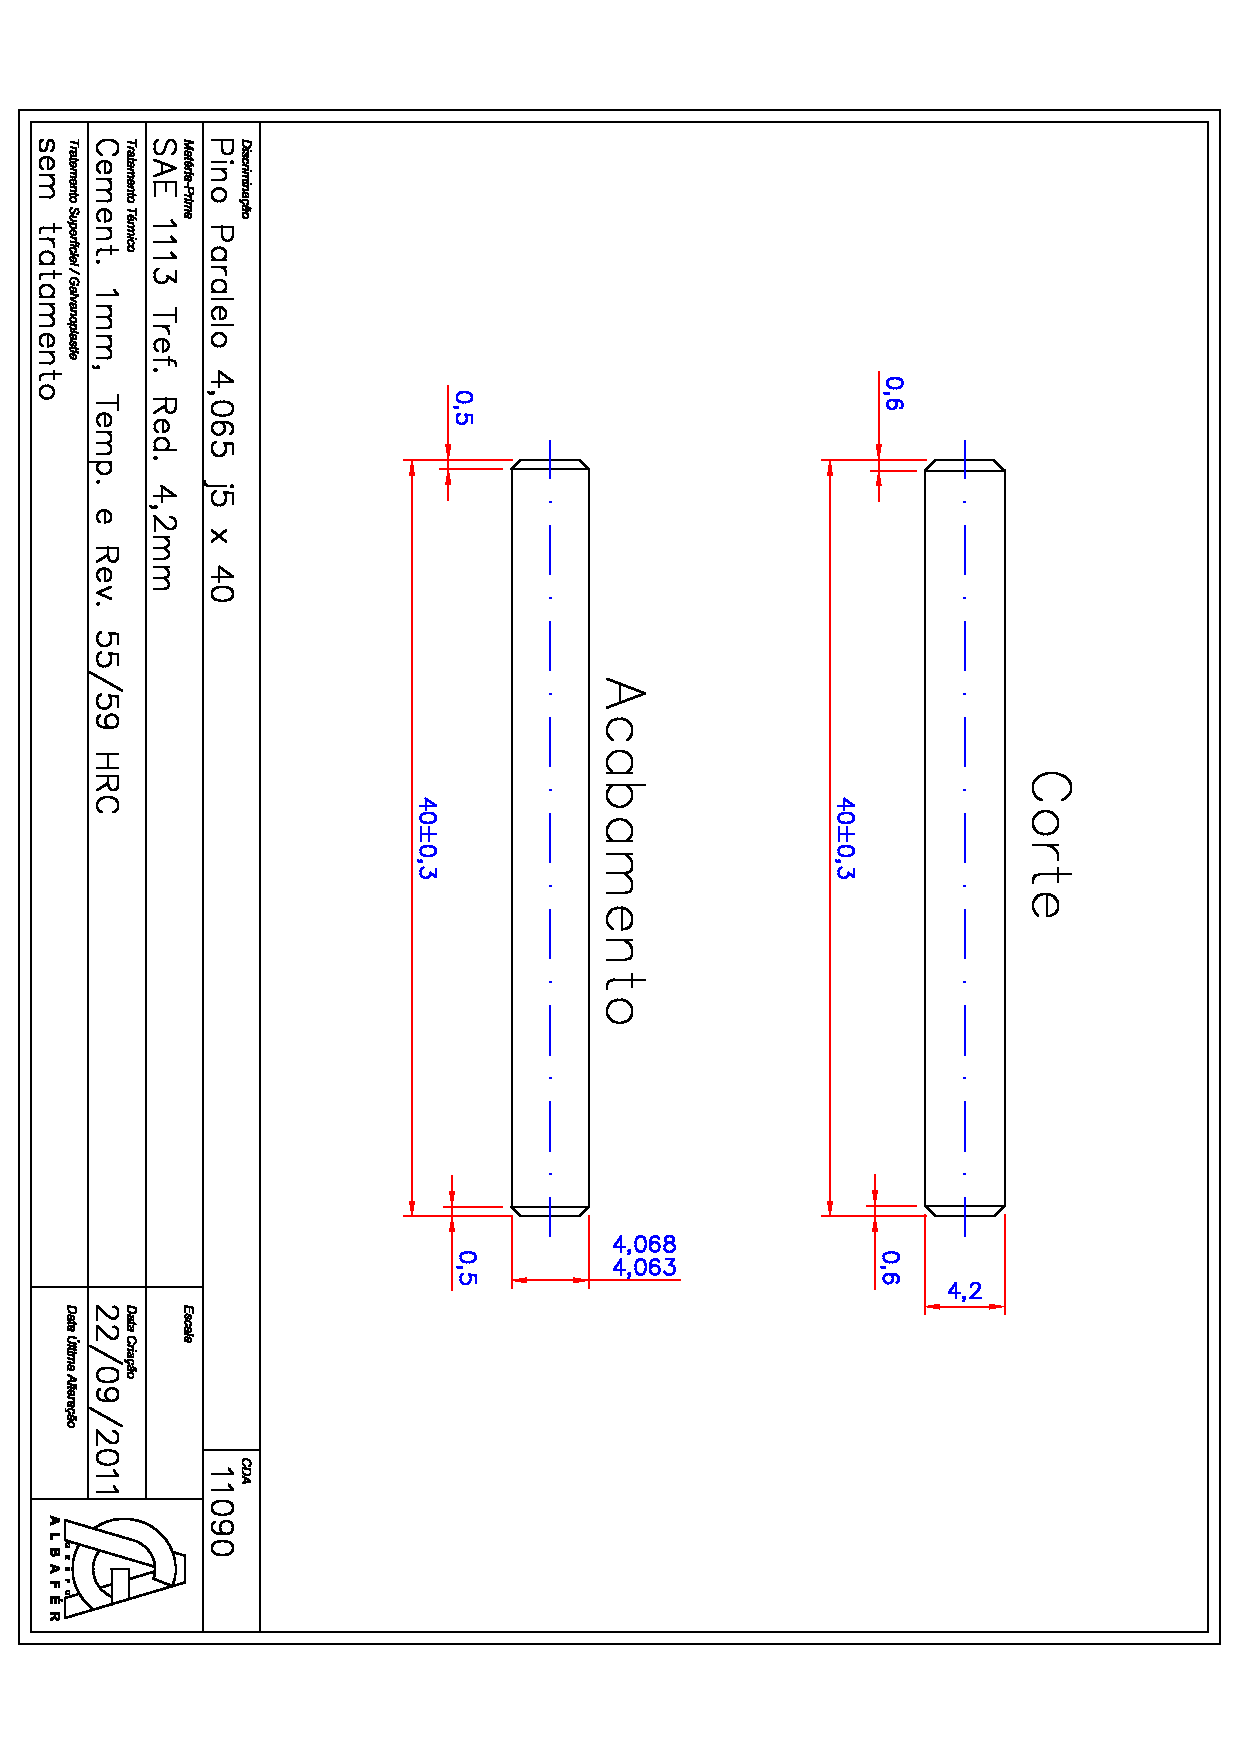 Corte
0,6
40±0,3
0,6
4,2
Acabamento
4,068
4,063
0,5
40±0,3
0,5
Discriminação
Pino Paralelo 4,065 j5 x 40
CDA
11090
Matéria-Prima
SAE 1113 Tref. Red. 4,2mm
Escala
Tratamento Térmico
Cement. 1mm, Temp. e Rev. 55/59 HRC
Data Criação
22/09/2011
Tratamento Superficial / Galvanoplastia
sem tratamento
Data Última Alteração
GRUPO
ALBAFÉR